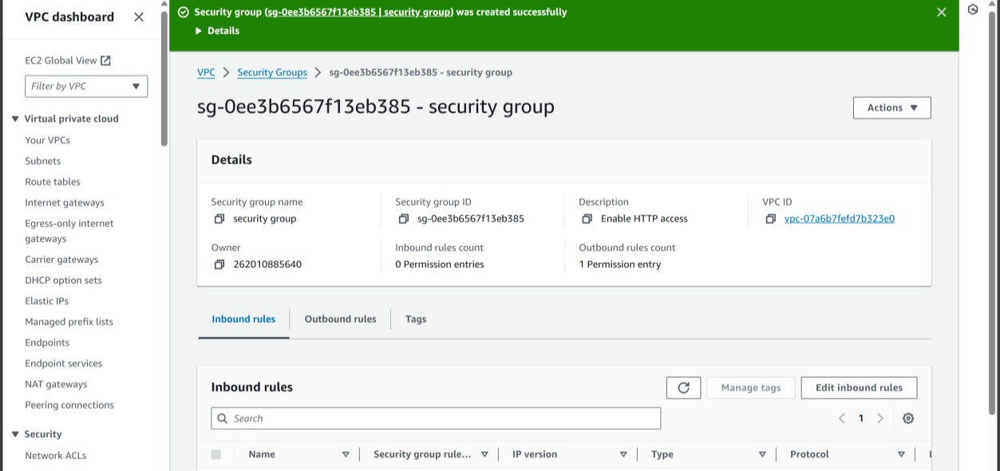 VPC dashboard
EC2 Global View
Filter by VPC
Virtual private cloud
Your VPCs
Subnets
Route tables
Internet gateways
Egress-only internet
gateways
Carrier gateways
DHCP option sets
Elastic IPs
Managed prefix lists
Endpoints
Endpoint services
NAT gateways
Peering connections
Security
Network ACLs
Security group (sg-0ee3b6567f13eb385 | security group) was created successfully
Details
VPC > Security Groups > sg-0ee3b6567f13eb385 - security group
sg-0ee3b6567f13eb385 - security group
Actions
Details
Security group name
security group
Security group ID
sg-0ee3b6567f13eb385
Description
Enable HTTP access
VPC ID
vpc-07a6b7fefd7b323e0
Owner
262010885640
Inbound rules count
0 Permission entries
Outbound rules count
1 Permission entry
Inbound rules Outbound rules Tags
Inbound rules
Manage tags
Edit inbound rules
Search
1
Name Security group rule... IP version Type Protocol